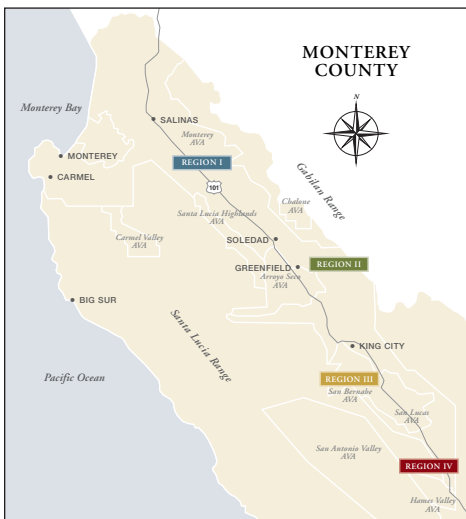 MONTEREY
COUNTY
N
Monterey Bay
SALINAS
Monterey
AVA
MONTEREY
REGION I
CARMEL
101
Gabilan Range
Chalone
AVA
Santa Lucia Highlands
AVA
Carmel Valley
AVA
SOLEDAD
GREENFIELD
REGION II
Arroyo Seco
AVA
BIG SUR
Santa Lucia Range
KING CITY
Pacific Ocean
REGION III
San Bernabe
AVA
San Lucas
AVA
San Antonio Valley
AVA
REGION IV
Hames Valley
AVA